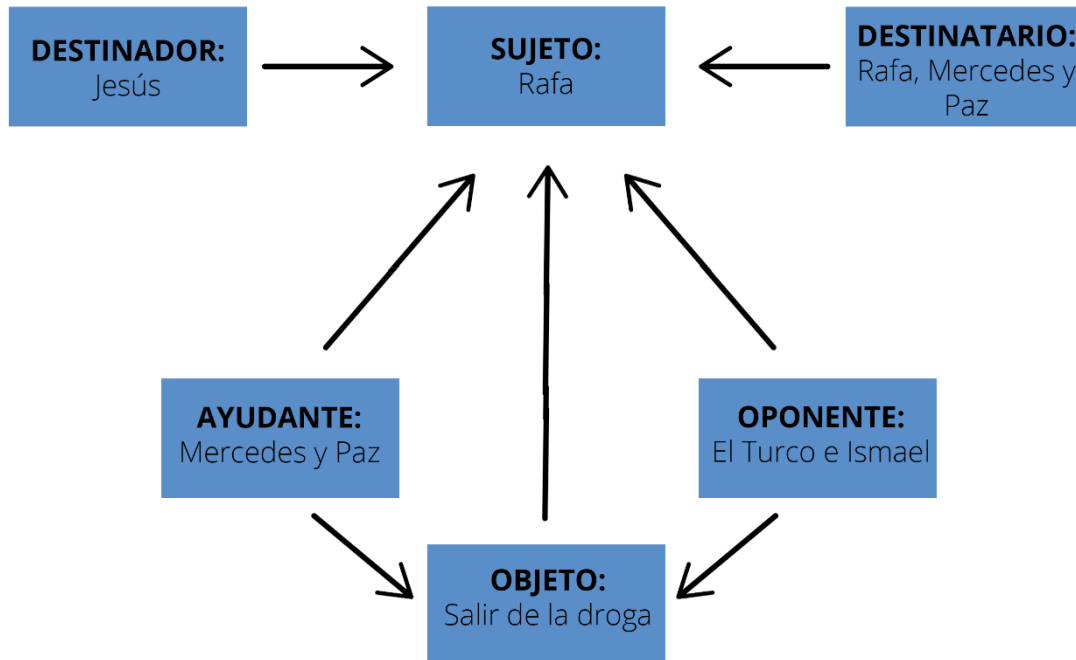 DESTINADOR:
Jesús
SUJETO:
Rafa
DESTINATARIO:
Rafa, Mercedes y
Paz
AYUDANTE:
Mercedes y Paz
OPONENTE:
El Turco e Ismael
OBJETO:
Salir de la droga